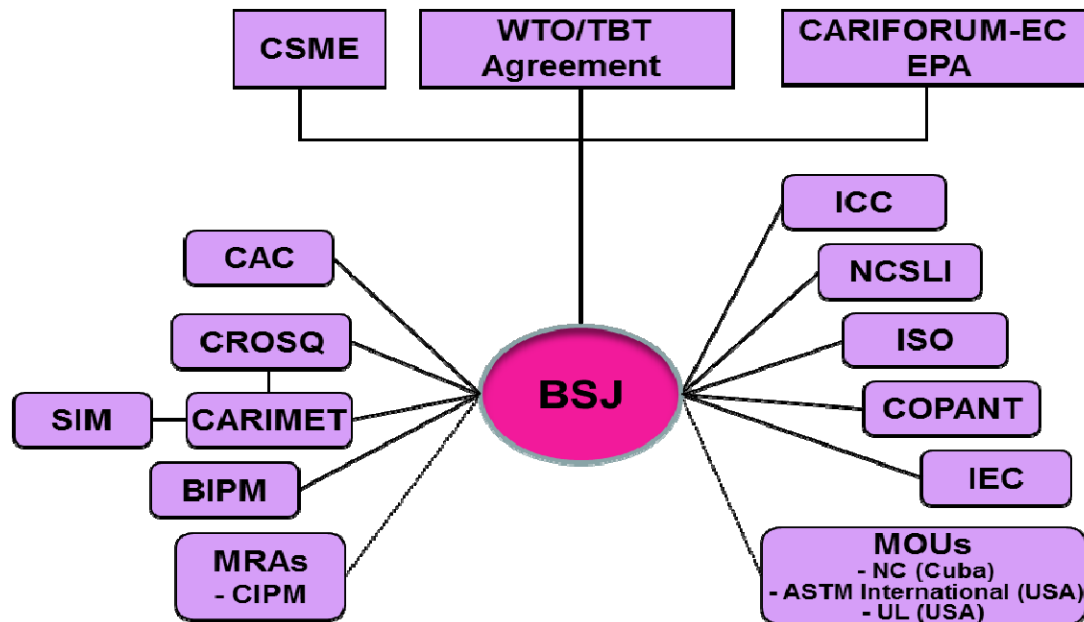 CSME
WTO/TBT
Agreement
CARIFORUM-EC
EPA
ICC
CAC
NCSLI
CROSQ
ISO
BSJ
SIM
CARIMET
COPANT
BIPM
IEC
MRAs
- CIPM
MOUs
- NC (Cuba)
- ASTM International (USA)
- UL (USA)